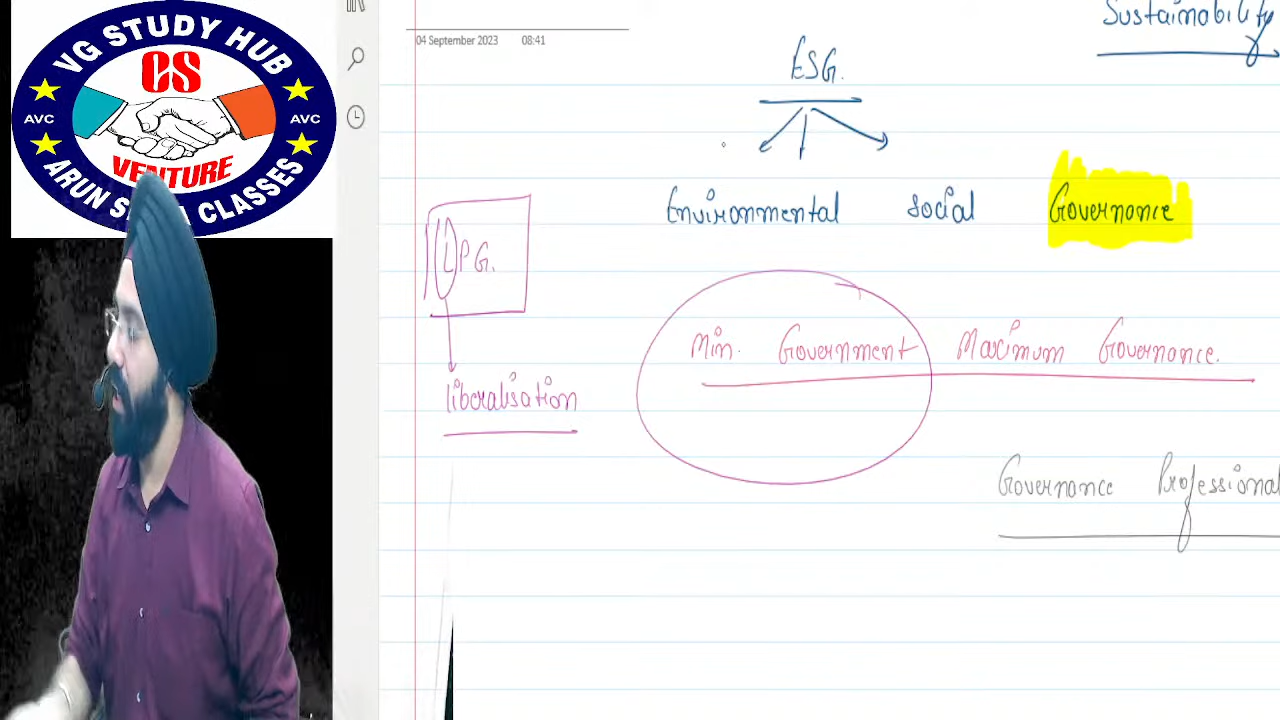 VG STUDY HUB
CS
AVC
AVC
VENTURE
CLASSES
04 September 2023 08:41
Sustainability
ESG.
Environmental Social Governance
LPG.
Min. Government Maximum Governance.
liberalisation
Governance Professional